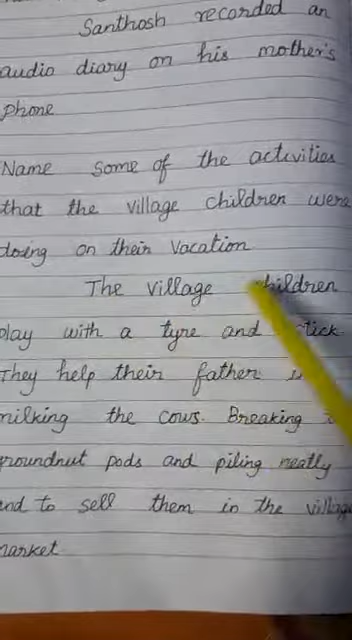 Santhosh recorded an
audio diary on his mother's
phone
Name some of the activities
that the village children were
doing on their vacation
The village children
play with a tyre and stick
They help their father
milking the cows. Breaking
groundnut pods and piling neatly
and to sell them in the village
market